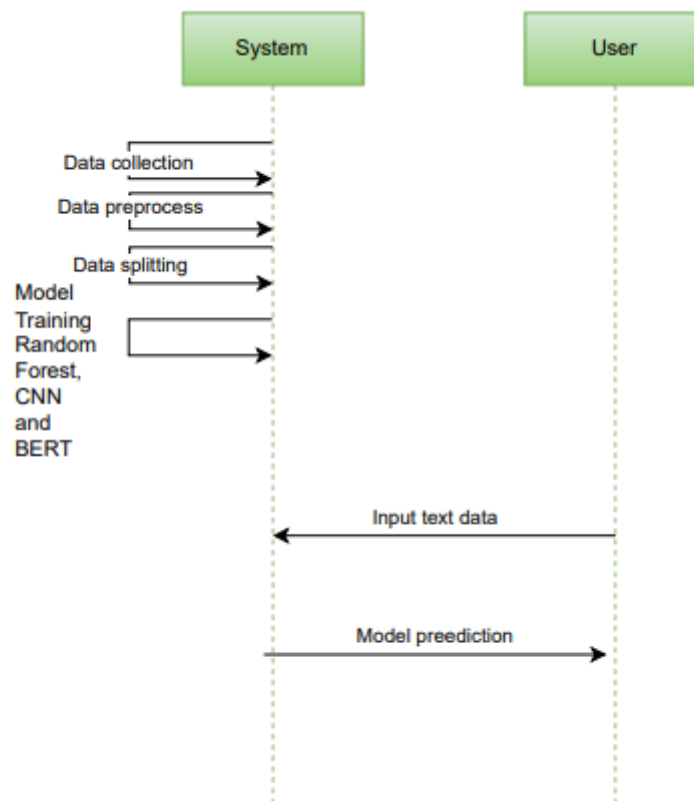 System
User
Data collection
Data preprocess
Data splitting
Model
Training
Random
Forest,
CNN
and
BERT
Input text data
Model preediction